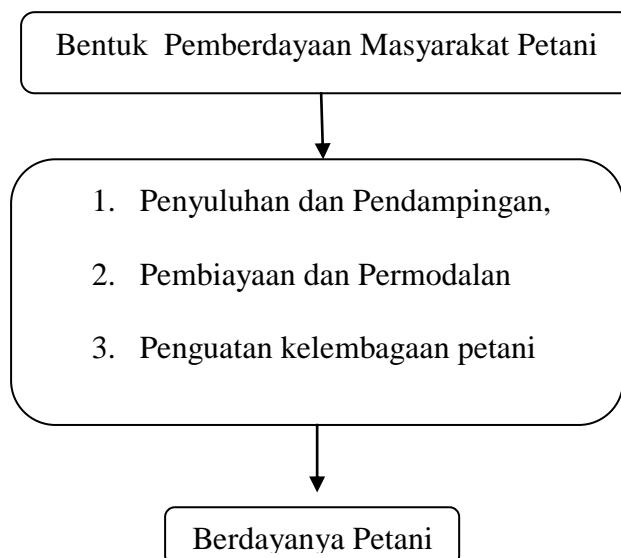 Bentuk Pemberdayaan Masyarakat Petani
1. Penyuluhan dan Pendampingan,
2. Pembiayaan dan Permodalan
3. Penguatan kelembagaan petani
Berdayanya Petani